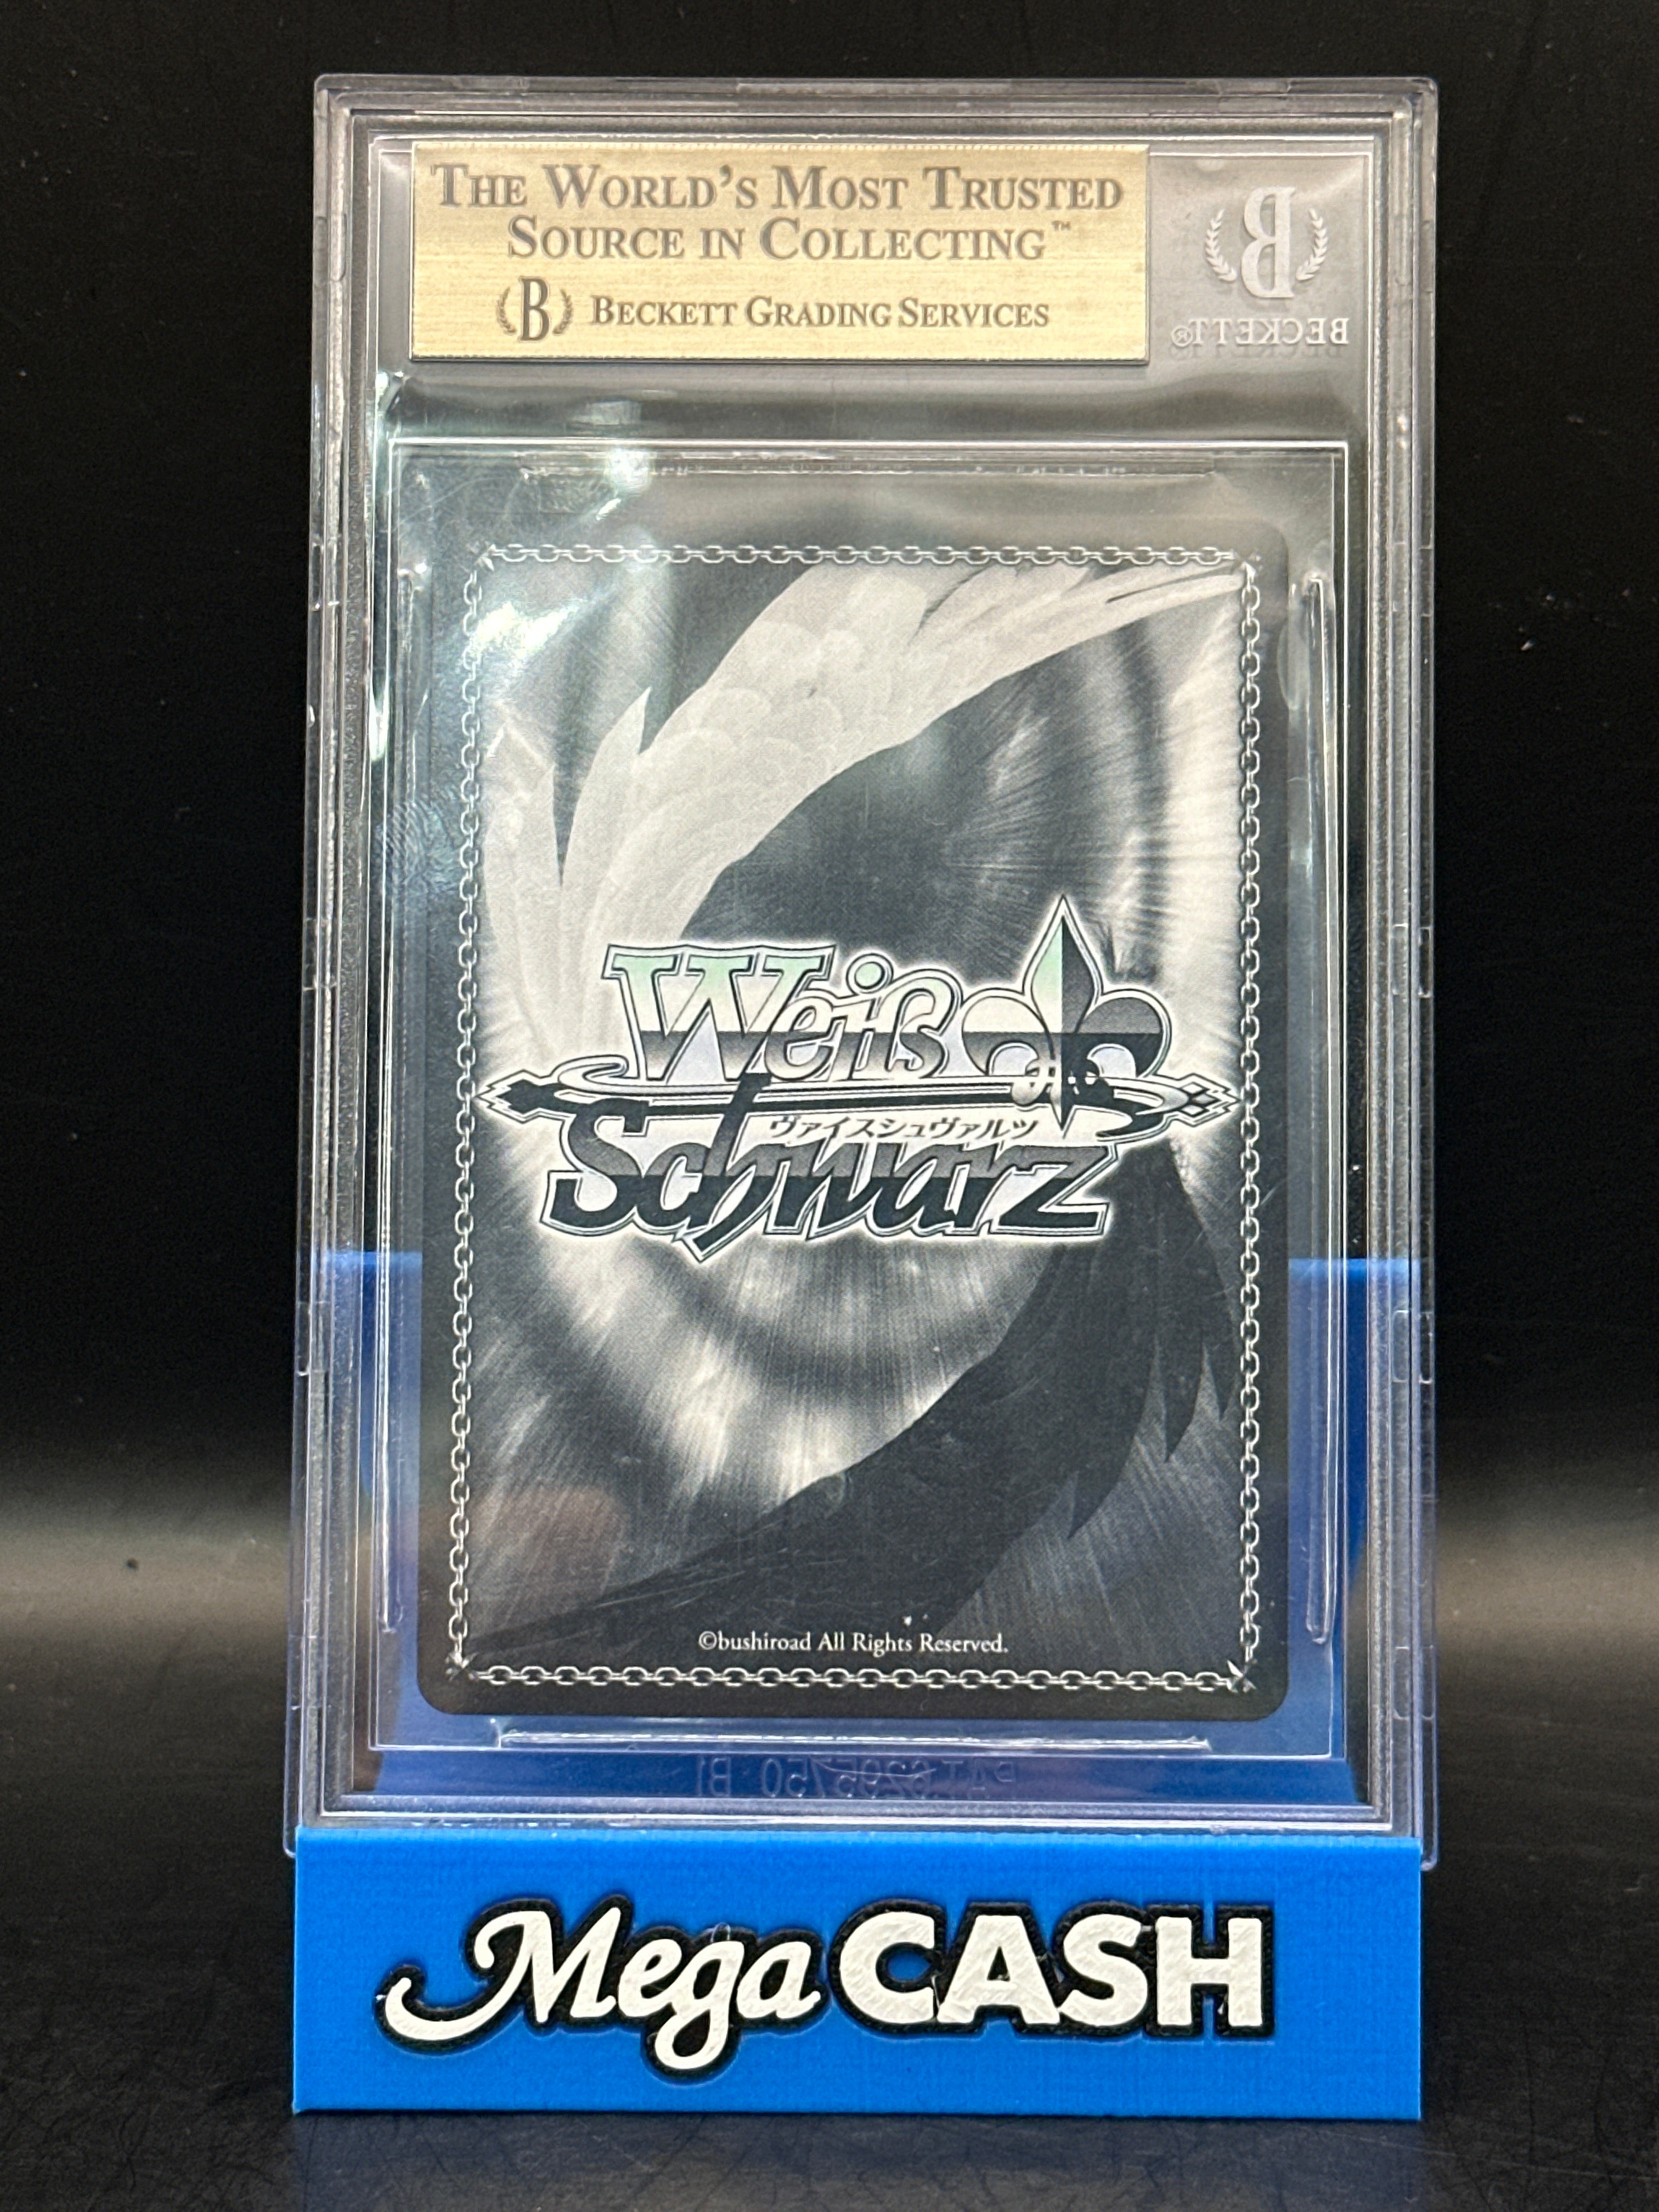 THE WORLD'S MOST TRUSTED
SOURCE IN COLLECTING™
B BECKETT GRADING SERVICES
B
BECKETT®
Weiß
ヴァイスシュヴァルツ
Schwarz
©bushiroad All Rights Reserved.
Mega CASH